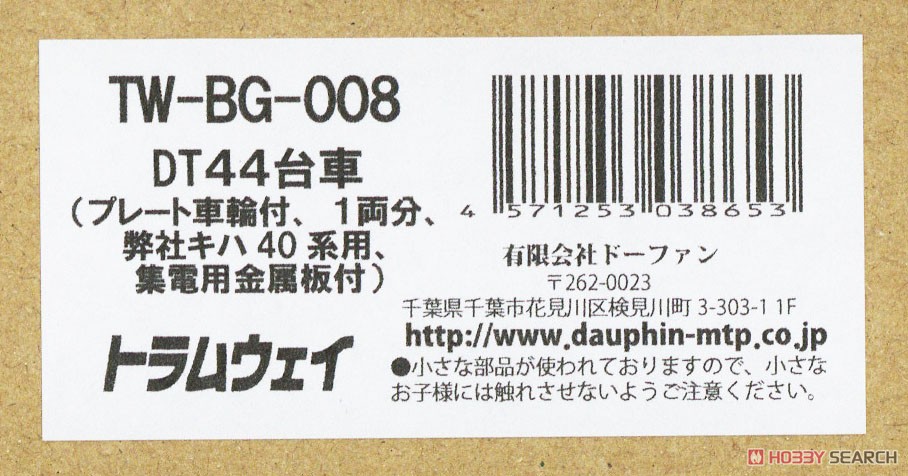 TW-BG-008
DT44台車
（プレート車輪付、1両分、
弊社キハ40系用、
集電用金属板付）
トラムウェイ
4 571253 038653
有限会社ドーファン
〒262-0023
千葉県千葉市花見川区検見川町 3-303-1 1F
http://www.dauphin-mtp.co.jp
●小さな部品が使われておりますので、小さな
お子様には触れさせないようご注意ください。
HOBBY SEARCH